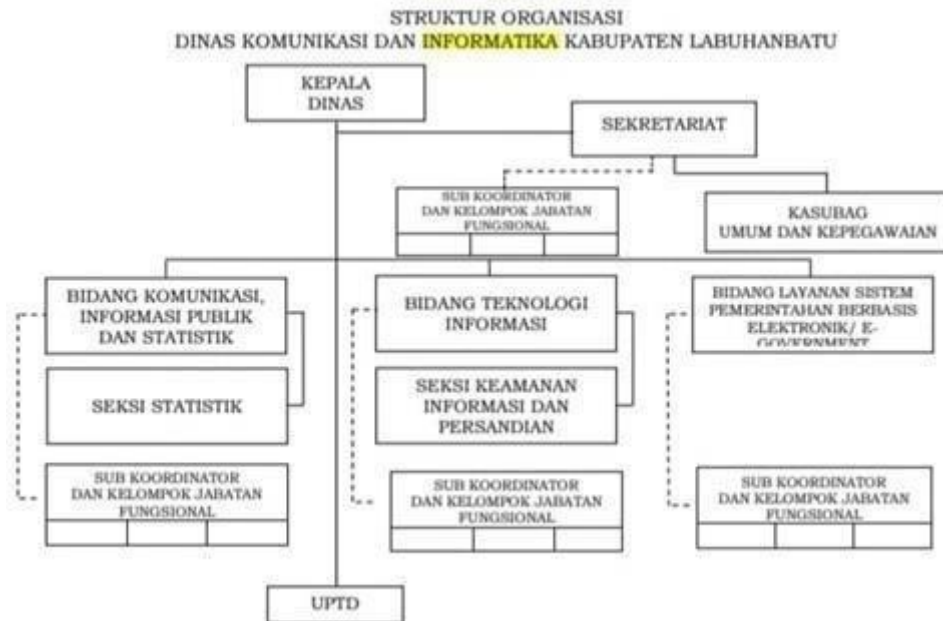 STRUKTUR ORGANISASI
DINAS KOMUNIKASI DAN INFORMATIKA KABUPATEN LABUHANBATU
KEPALA
DINAS
SEKRETARIAT
SUB KOORDINATOR
DAN KELOMPOK JABATAN
FUNGSIONAL
KASUBAG
UMUM DAN KEPEGAWAIAN
BIDANG KOMUNIKASI,
INFORMASI PUBLIK
DAN STATISTIK
BIDANG TEKNOLOGI
INFORMASI
BIDANG LAYANAN SISTEM
PEMERINTAHAN BERBASIS
ELEKTRONIK/ E-
GOVERNMENT
SEKSI STATISTIK
SEKSI KEAMANAN
INFORMASI DAN
PERSANDIAN
SUB KOORDINATOR
DAN KELOMPOK JABATAN
FUNGSIONAL
SUB KOORDINATOR
DAN KELOMPOK JABATAN
FUNGSIONAL
SUB KOORDINATOR
DAN KELOMPOK JABATAN
FUNGSIONAL
UPTD